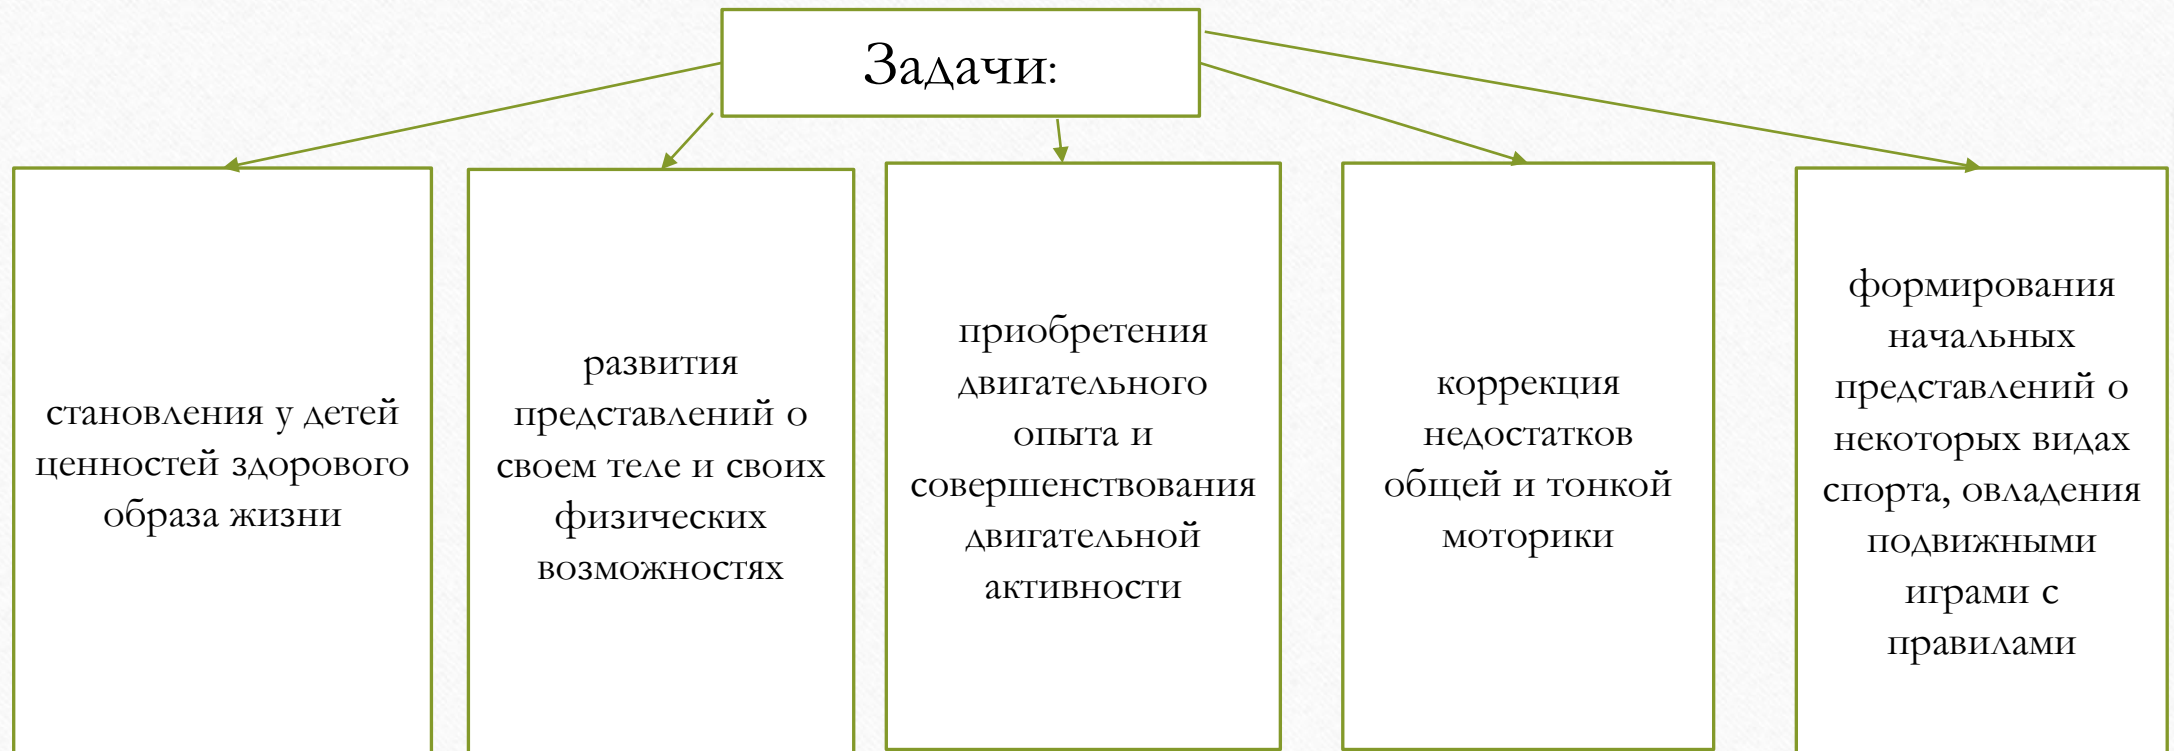 Задачи:
становления у детей
ценностей здорового
образа жизни
развития
представлений о
своем теле и своих
физических
возможностях
приобретения
двигательного
опыта и
совершенствования
двигательной
активности
коррекция
недостатков
общей и тонкой
моторики
формирования
начальных
представлений о
некоторых видах
спорта, овладения
подвижными
играми с
правилами